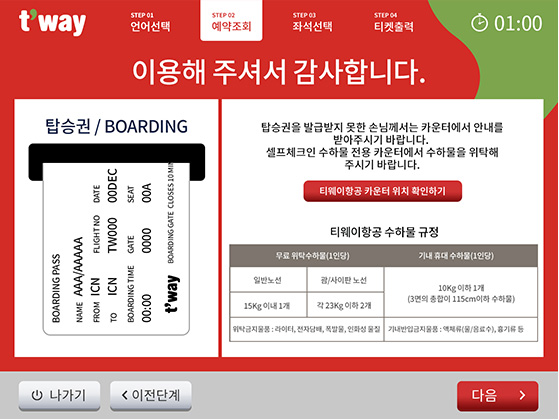 t'way
STEP 01
언어선택
STEP 02
예약조회
STEP 03
좌석선택
STEP 04
티켓출력
01:00
이용해 주셔서 감사합니다.
탑승권 / BOARDING
BOARDING PASS
NAME AAA/AAAAA
FROM ICN FLIGHT NO DATE
TO ICN TW000 00DEC
BOARDING TIME GATE SEAT
00:00 0000 00A
t'way BOARDING GATE CLOSES 10 MIN
탑승권을 발급받지 못한 손님께서는 카운터에서 안내를
받아주시기 바랍니다.
셀프체크인 수하물 전용 카운터에서 수하물을 위탁해
주시기 바랍니다.
티웨이항공 카운터 위치 확인하기
티웨이항공 수하물 규정
무료 위탁수하물(1인당) 기내 휴대 수하물(1인당)
일반노선 괌/사이판 노선 10Kg 이하 1개
(3면의 총합이 115cm이하 수하물)
15Kg 이내 1개 각 23Kg 이하 2개
위탁금지물품 : 라이터, 전자담배, 폭발물, 인화성 물질 기내반입금지물품 : 액체류(물/음료수), 흉기류 등
나가기
이전단계
다음